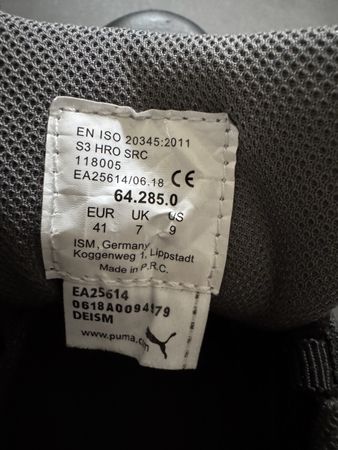 EN ISO 20345:2011
S3 HRO SRC
118005
EA25614/06.18 CE
64.285.0
EUR UK US
41 7 9
ISM, Germany
Koggenweg 1, Lippstadt
Made in P.R.C.
EA25614
DEISM
www.puma.com